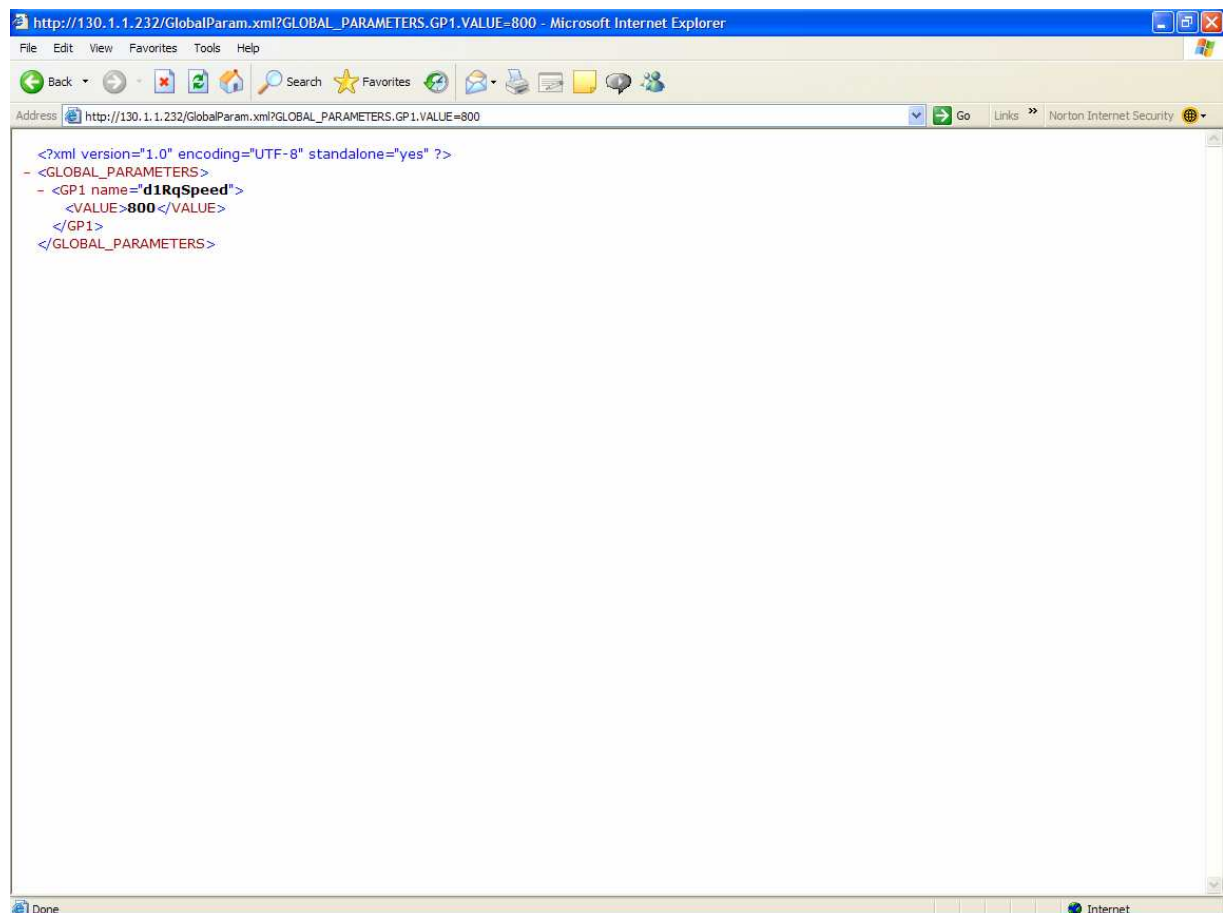 http://130.1.1.232/GlobalParam.xml?GLOBAL_PARAMETERS.GP1.VALUE=800 - Microsoft Internet Explorer
File Edit View Favorites Tools Help
Back Search Favorites
Address http://130.1.1.232/GlobalParam.xml?GLOBAL_PARAMETERS.GP1.VALUE=800 Go Links » Norton Internet Security
<?xml version="1.0" encoding="UTF-8" standalone="yes" ?>
- <GLOBAL_PARAMETERS>
- <GP1 name="d1RqSpeed">
<VALUE>800</VALUE>
</GP1>
</GLOBAL_PARAMETERS>
Done Internet